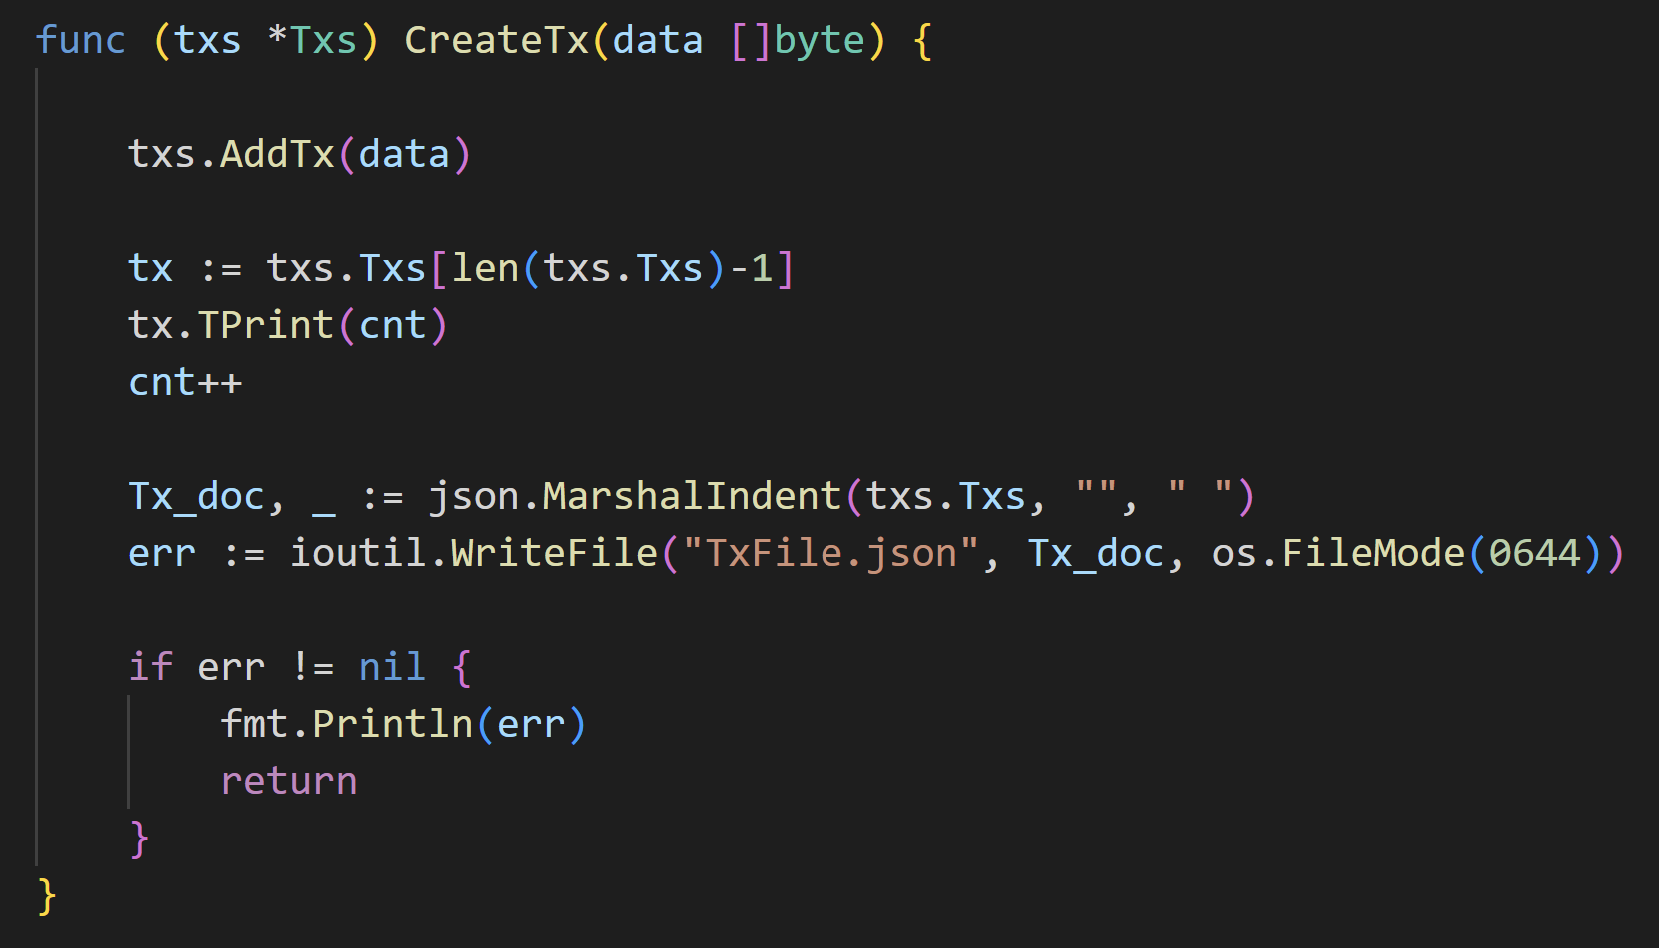 func (txs *Txs) CreateTx(data []byte) {
    txs.AddTx(data)
    tx := txs.Txs[len(txs.Txs)-1]
    tx.TPrint(cnt)
    cnt++
    Tx_doc, _ := json.MarshalIndent(txs.Txs, "", " ")
    err := ioutil.WriteFile("TxFile.json", Tx_doc, os.FileMode(0644))
    if err != nil {
        fmt.Println(err)
        return
    }
}